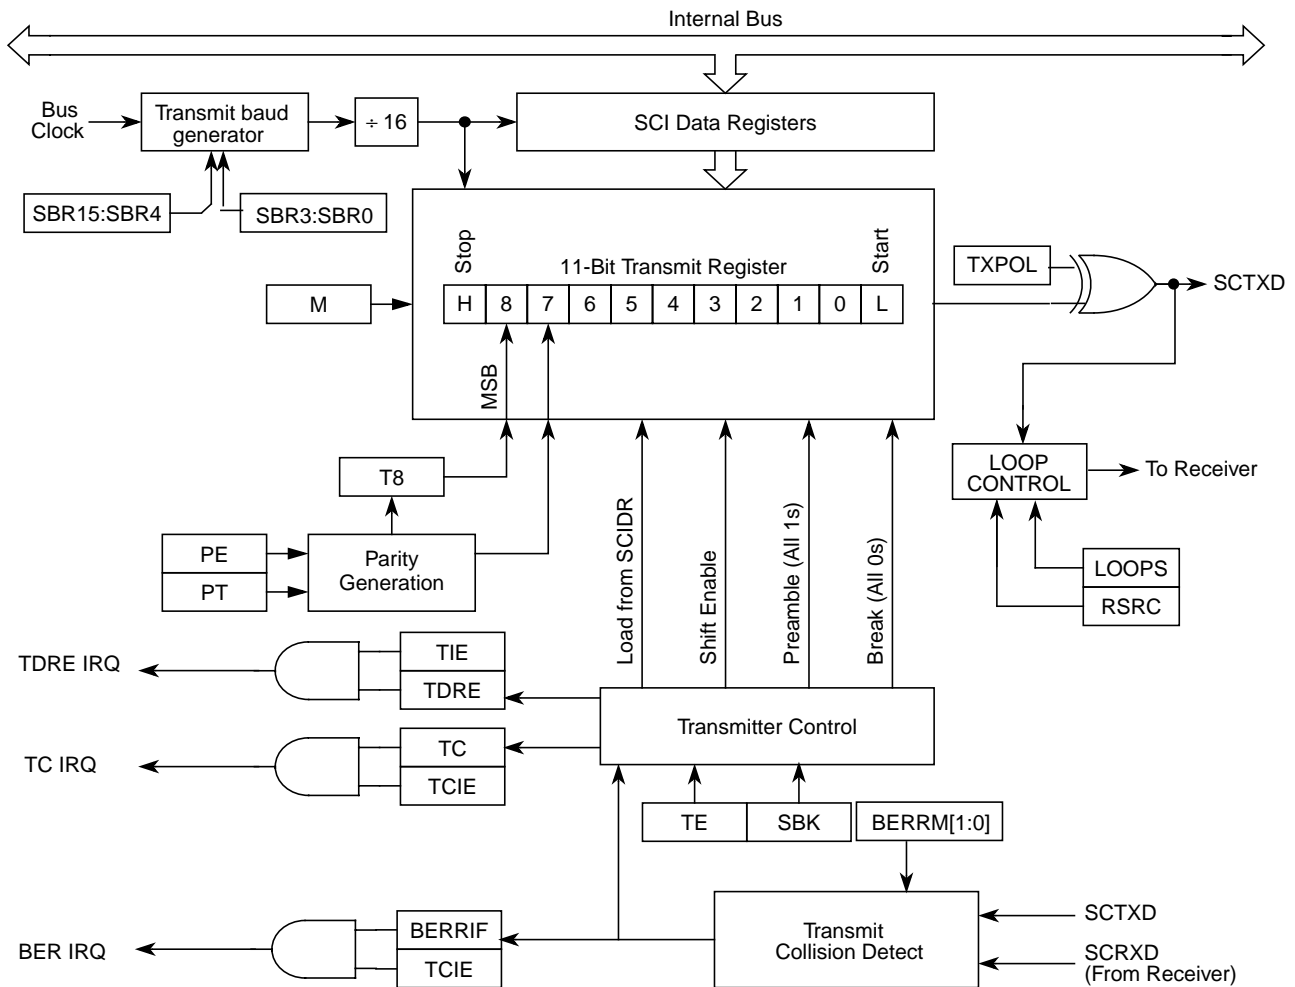 Internal Bus
Bus
Clock
Transmit baud
generator
÷ 16
SCI Data Registers
SBR15:SBR4
SBR3:SBR0
Stop
11-Bit Transmit Register
Start
H 8 7 6 5 4 3 2 1 0 L
M
TXPOL
SCTXD
MSB
T8
LOOP
CONTROL
To Receiver
PE
PT
Parity
Generation
Load from SCIDR
Shift Enable
Preamble (All 1s)
Break (All 0s)
LOOPS
RSRC
TDRE IRQ
TIE
TDRE
Transmitter Control
TC IRQ
TC
TCIE
TE
SBK
BERRM[1:0]
BER IRQ
BERRIF
TCIE
Transmit
Collision Detect
SCTXD
SCRXD
(From Receiver)